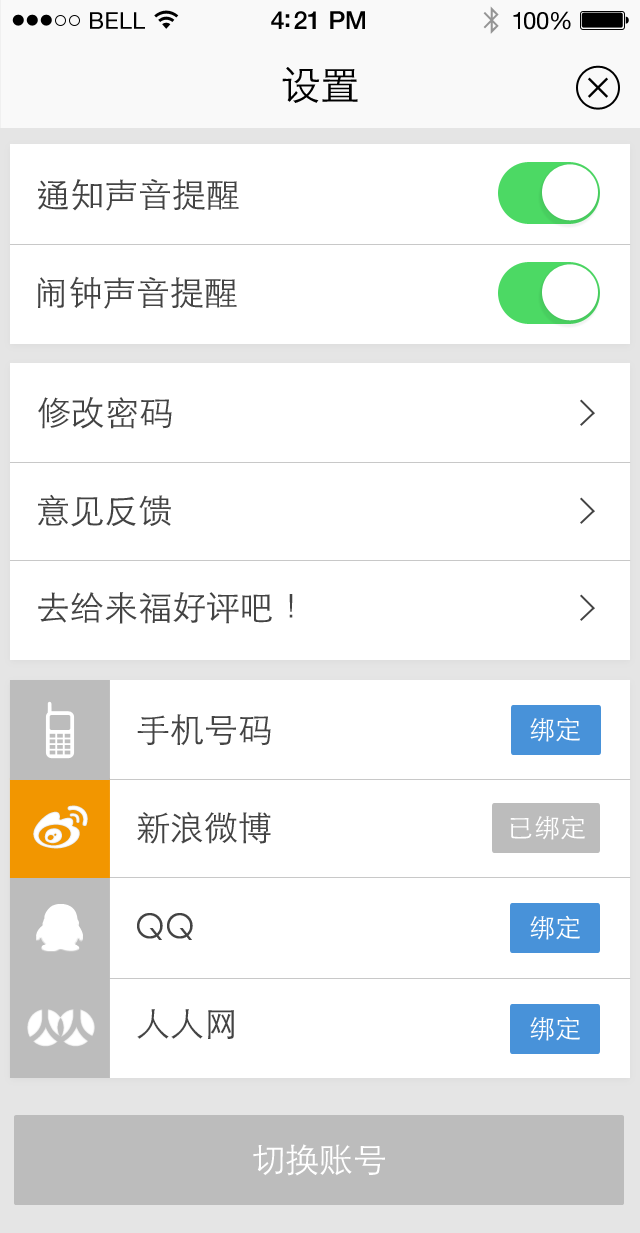 BELL 4:21 PM 100%
设置
通知声音提醒
闹钟声音提醒
修改密码
意见反馈
去给来福好评吧！
手机号码 绑定
新浪微博 已绑定
QQ 绑定
人人网 绑定
切换账号